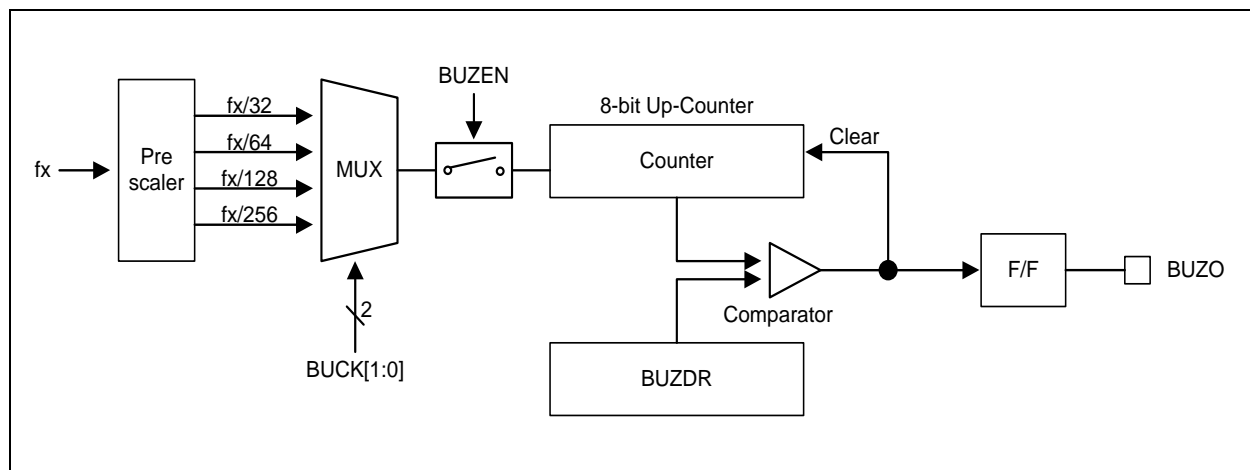 BUZEN
8-bit Up-Counter
fx/32
fx/64
fx/128
fx/256
fx
Pre
scaler
MUX
Counter
Clear
2
BUCK[1:0]
Comparator
F/F
BUZO
BUZDR